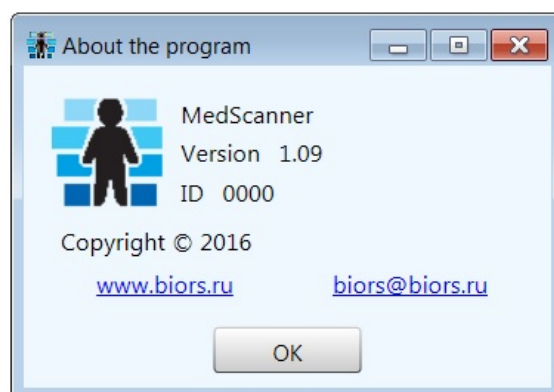 About the program
MedScanner
Version 1.09
ID 0000
Copyright © 2016
www.biors.ru biors@biors.ru
OK